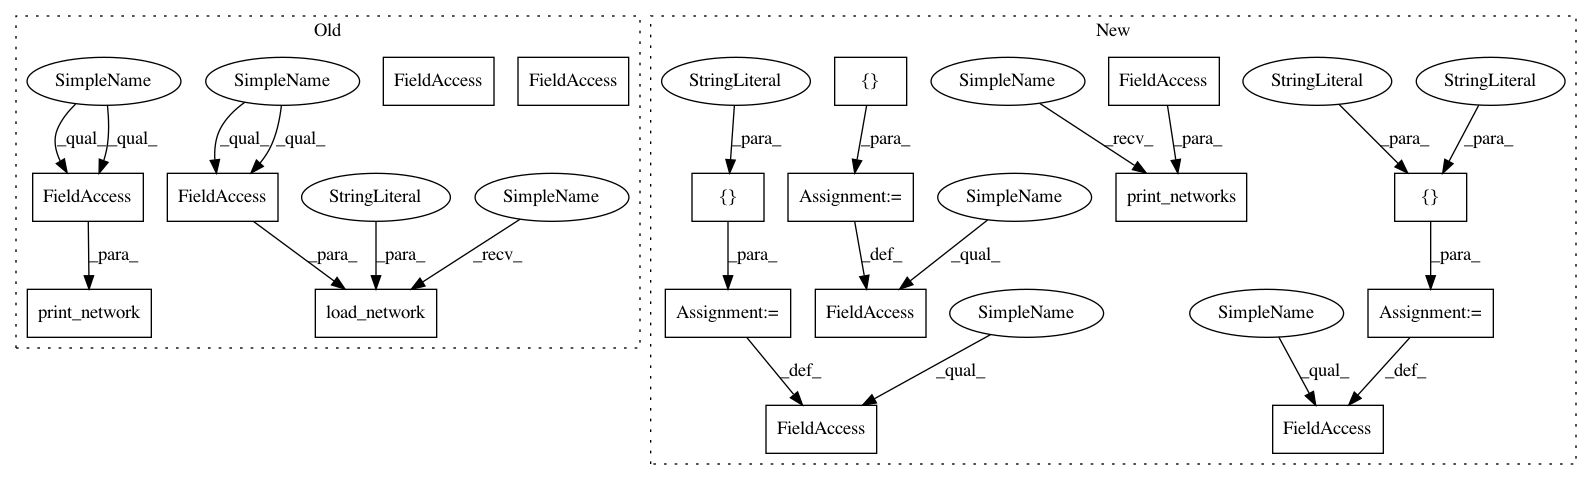 Old
New
SimpleName
SimpleName
FieldAccess
FieldAccess
StringLiteral
{}
SimpleName
FieldAccess
StringLiteral
StringLiteral
_qual_
_qual_
_qual_
_qual_
_para_
_para_
_recv_
_para_
_para_
_para_
FieldAccess
FieldAccess
StringLiteral
SimpleName
{}
Assignment:=
SimpleName
print_networks
{}
_para_
_para_
_para_
_recv_
_para_
_def_
_qual_
_para_
print_network
load_network
Assignment:=
FieldAccess
SimpleName
SimpleName
Assignment:=
_def_
_qual_
_qual_
_def_
FieldAccess
FieldAccess